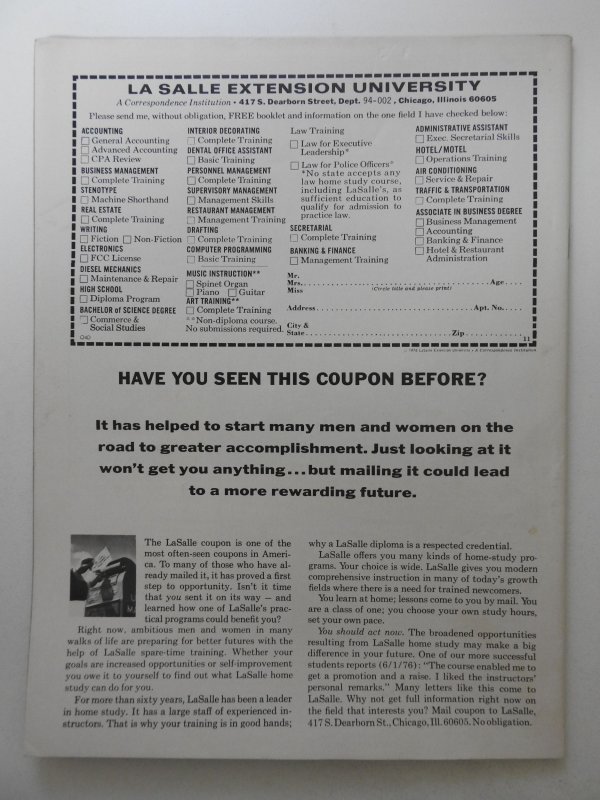 LA SALLE EXTENSION UNIVERSITY
A Correspondence Institution • 417 S. Dearborn Street, Dept. 94-002, Chicago, Illinois 60605
Please send me, without obligation, FREE booklet and information on the one field I have checked below:
ACCOUNTING
General Accounting
Advanced Accounting
CPA Review
BUSINESS MANAGEMENT
Complete Training
STENOTYPE
Machine Shorthand
REAL ESTATE
Complete Training
WRITING
Fiction Non-Fiction
ELECTRONICS
FCC License
DIESEL MECHANICS
Maintenance & Repair
HIGH SCHOOL
Diploma Program
BACHELOR of SCIENCE DEGREE
Commerce &
Social Studies
INTERIOR DECORATING
Complete Training
DENTAL OFFICE ASSISTANT
Basic Training
PERSONNEL MANAGEMENT
Complete Training
SUPERVISORY MANAGEMENT
Management Skills
RESTAURANT MANAGEMENT
Management Training
DRAFTING
Complete Training
COMPUTER PROGRAMMING
Basic Training
MUSIC INSTRUCTION**
Spinet Organ
Piano Guitar
ART TRAINING**
Complete Training
**Non-diploma course.
No submissions required.
Law Training
Law for Executive
Leadership*
Law for Police Officers*
*No state accepts any
law home study course,
including LaSalle's, as
sufficient education to
qualify for admission to
practice law.
SECRETARIAL
Complete Training
BANKING & FINANCE
Management Training
ADMINISTRATIVE ASSISTANT
Exec. Secretarial Skills
HOTEL/MOTEL
Operations Training
AIR CONDITIONING
Service & Repair
TRAFFIC & TRANSPORTATION
Complete Training
ASSOCIATE IN BUSINESS DEGREE
Business Management
Accounting
Banking & Finance
Hotel & Restaurant
Administration
Mr.
Mrs. Age
Miss (Circle title and please print)
Address Apt. No.
City &
State Zip
11
HAVE YOU SEEN THIS COUPON BEFORE?
It has helped to start many men and women on the
road to greater accomplishment. Just looking at it
won't get you anything...but mailing it could lead
to a more rewarding future.
The LaSalle coupon is one of the
most often-seen coupons in Ameri-
ca. To many of those who have al-
ready mailed it, it has proved a first
step to opportunity. Isn't it time
that you sent it on its way — and
learned how one of LaSalle's prac-
tical programs could benefit you?
Right now, ambitious men and women in many
walks of life are preparing for better futures with the
help of LaSalle spare-time training. Whether your
goals are increased opportunities or self-improvement
you owe it to yourself to find out what LaSalle home
study can do for you.
For more than sixty years, LaSalle has been a leader
in home study. It has a large staff of experienced in-
structors. That is why your training is in good hands;
why a LaSalle diploma is a respected credential.
LaSalle offers you many kinds of home-study pro-
grams. Your choice is wide. LaSalle gives you modern
comprehensive instruction in many of today's growth
fields where there is a need for trained newcomers.
You learn at home; lessons come to you by mail. You
are a class of one; you choose your own study hours,
set your own pace.
You should act now. The broadened opportunities
resulting from LaSalle home study may make a big
difference in your future. One of our more successful
students reports (6/1/76): "The course enabled me to
get a promotion and a raise. I liked the instructors'
personal remarks." Many letters like this come to
LaSalle. Why not get full information right now on
the field that interests you? Mail coupon to LaSalle,
417 S. Dearborn St., Chicago, Ill. 60605. No obligation.